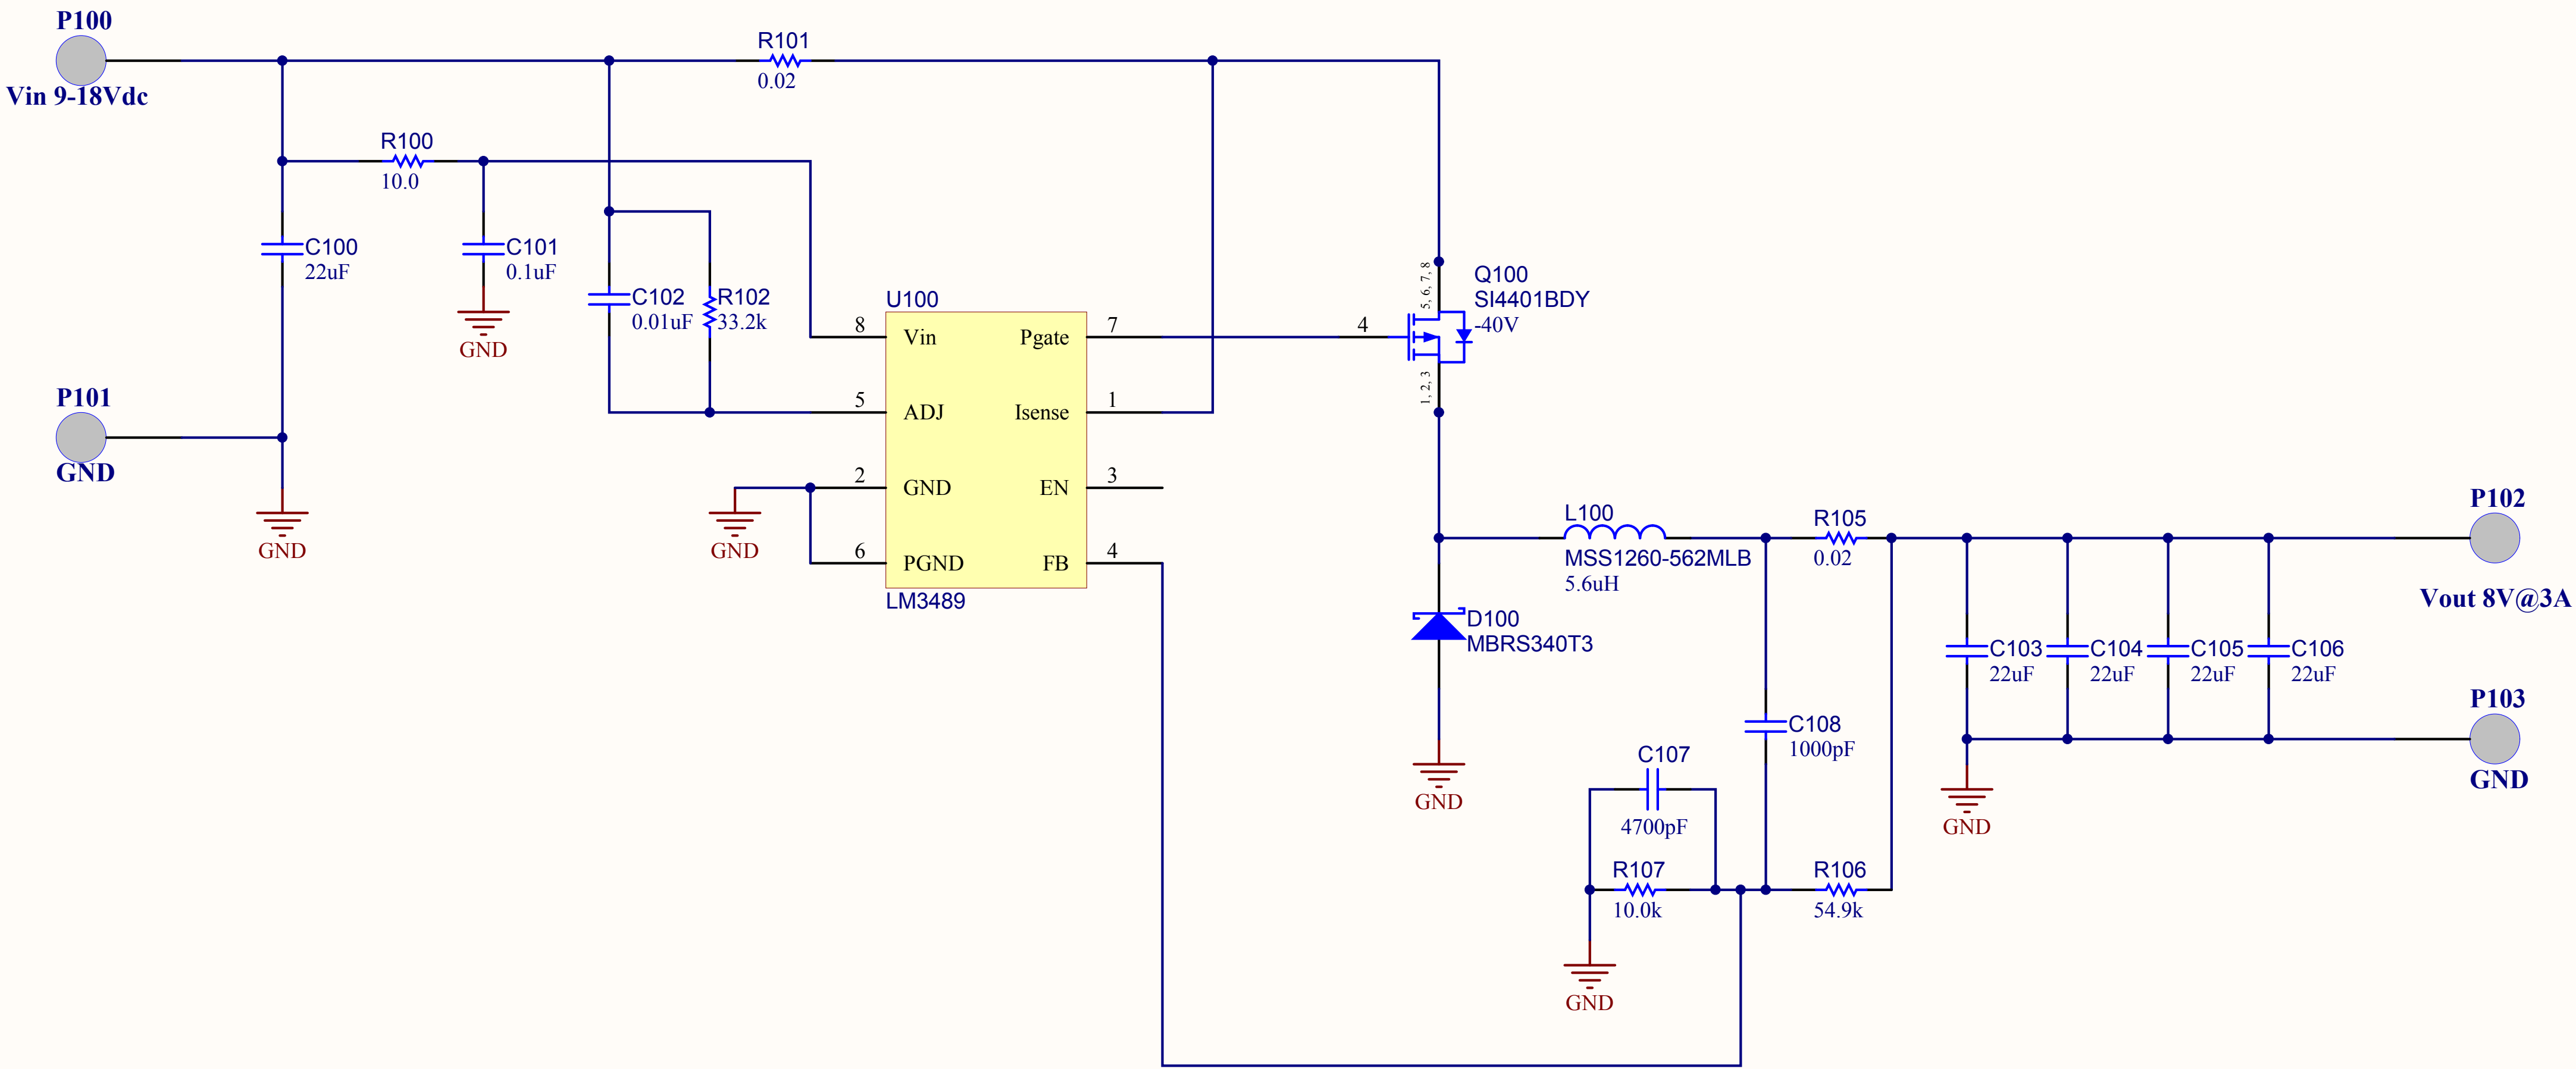 P100
Vin 9-18Vdc
R101
0.02
R100
10.0
C100
22uF
C101
0.1uF
GND
C102
0.01uF
R102
33.2k
P101
GND
GND
U100
8
Vin
Pgate
7
5
ADJ
Isense
1
2
GND
EN
3
6
PGND
FB
4
LM3489
GND
4
5, 6, 7, 8
1, 2, 3
Q100
SI4401BDY
-40V
L100
MSS1260-562MLB
5.6uH
R105
0.02
D100
MBRS340T3
GND
P102
Vout 8V@3A
C103
22uF
C104
22uF
C105
22uF
C106
22uF
P103
GND
GND
C108
1000pF
C107
4700pF
R107
10.0k
R106
54.9k
GND